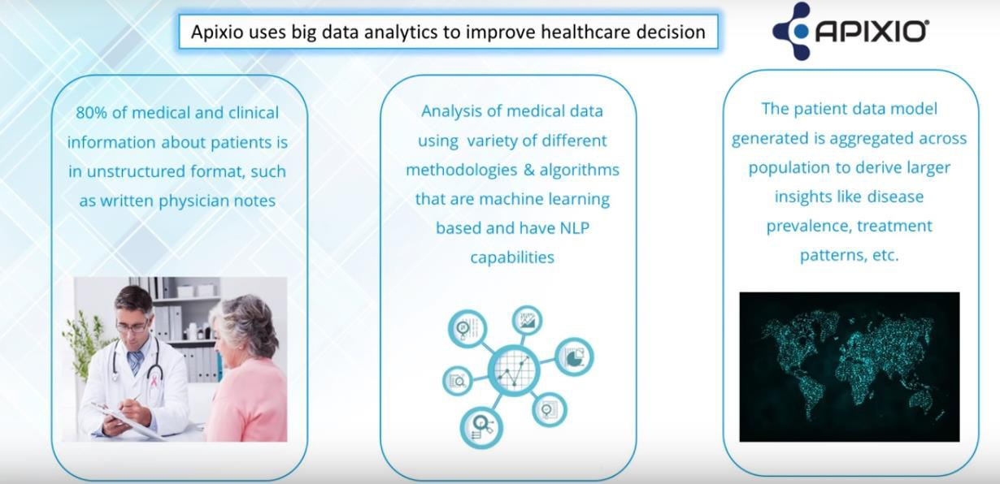 Apixio uses big data analytics to improve healthcare decision
APIXIO®
80% of medical and clinical
information about patients is
in unstructured format, such
as written physician notes
Analysis of medical data
using variety of different
methodologies & algorithms
that are machine learning
based and have NLP
capabilities
The patient data model
generated is aggregated across
population to derive larger
insights like disease
prevalence, treatment
patterns, etc.